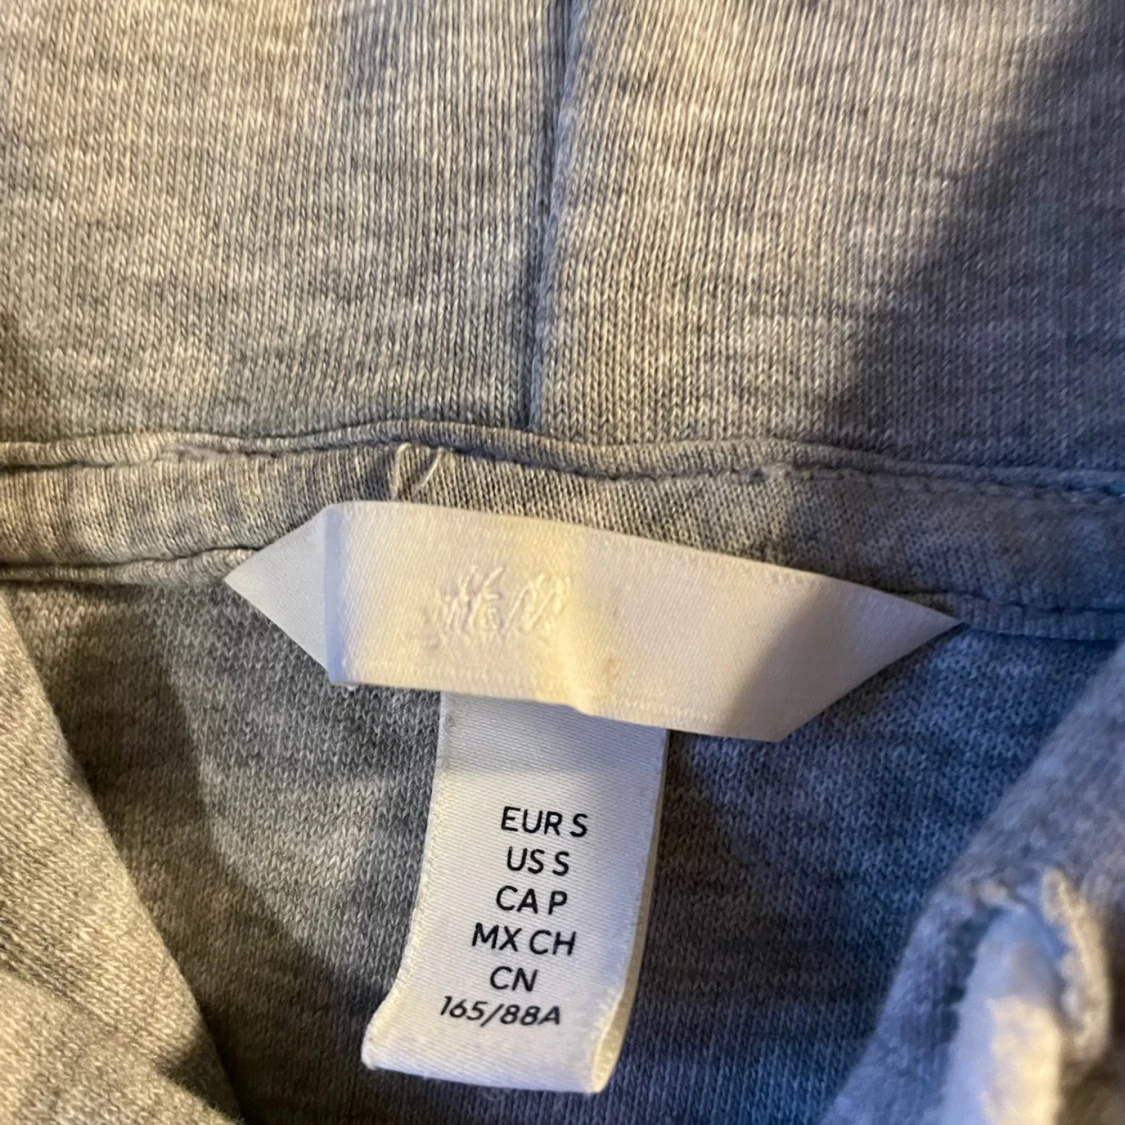 H&M
EUR S
US S
CA P
MX CH
CN
165/88A